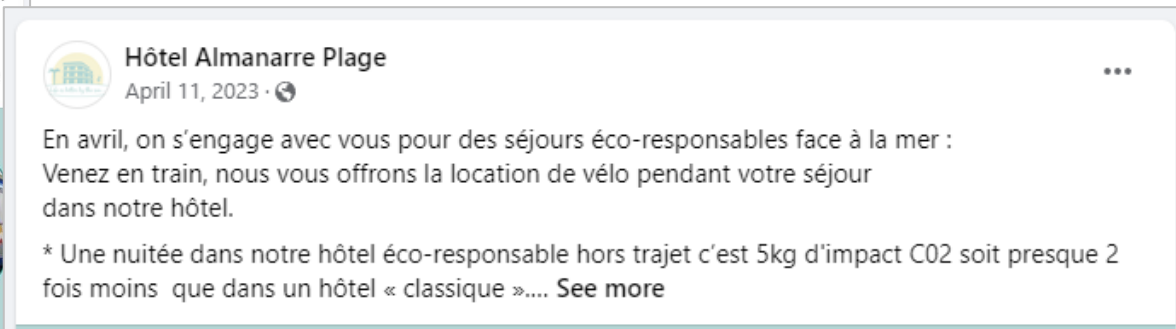 Hôtel Almanarre Plage
April 11, 2023 ·
En avril, on s'engage avec vous pour des séjours éco-responsables face à la mer :
Venez en train, nous vous offrons la location de vélo pendant votre séjour
dans notre hôtel.
* Une nuitée dans notre hôtel éco-responsable hors trajet c’est 5kg d'impact C02 soit presque 2
fois moins  que dans un hôtel « classique ».... See more